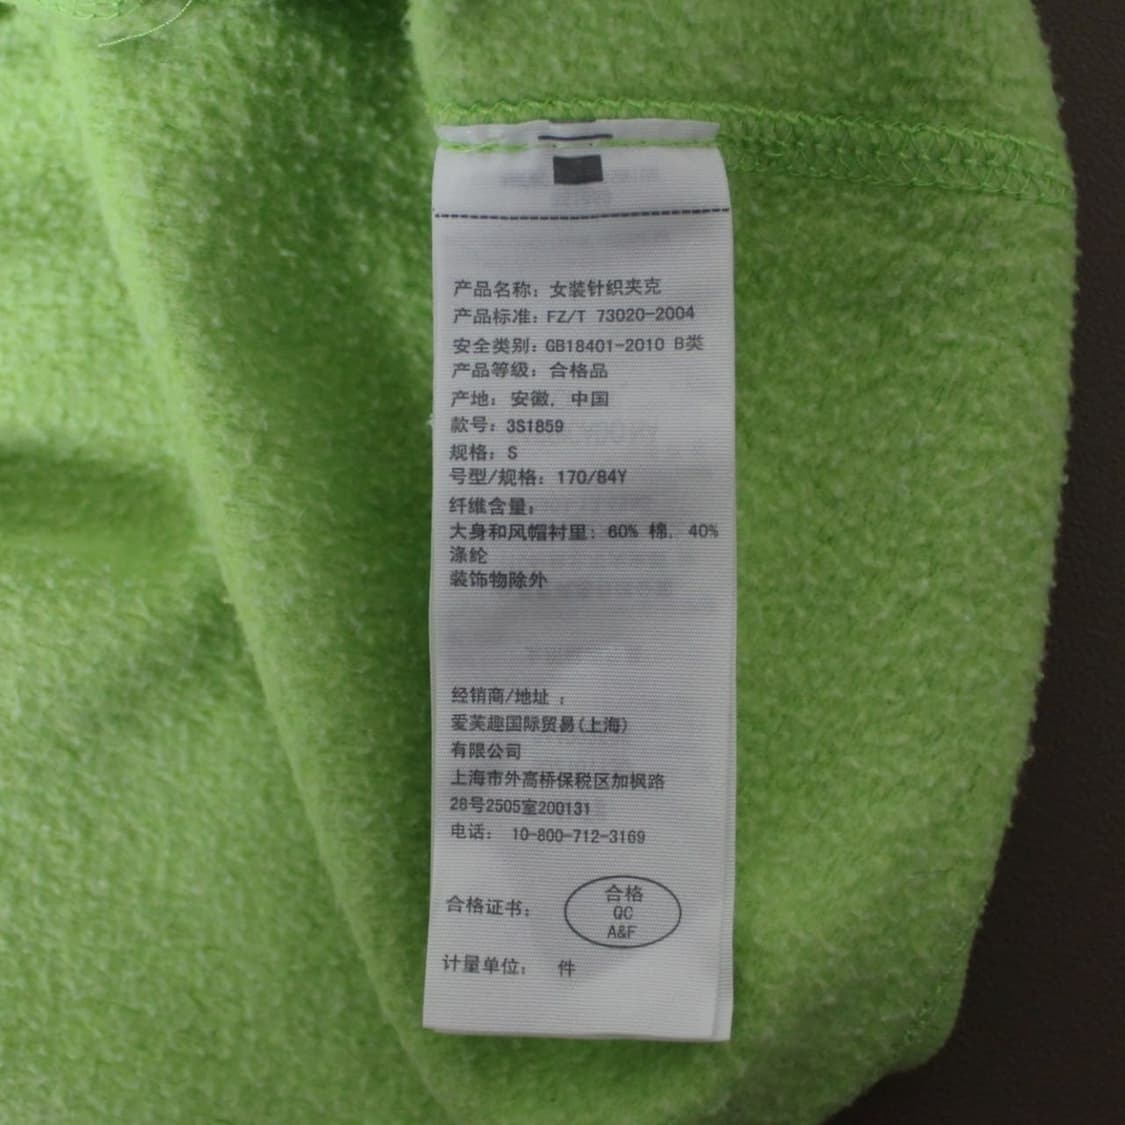 产品名称：女装针织夹克
产品标准：FZ/T 73020-2004
安全类别：GB18401-2010 B类
产品等级：合格品
产地：安徽，中国
款号：3S1859
规格：S
号型/规格：170/84Y
纤维含量：
大身和风帽衬里：60% 棉，40%
涤纶
装饰物除外
经销商/地址：
爱芙趣国际贸易(上海)
有限公司
上海市外高桥保税区加枫路
28号2505室200131
电话： 10-800-712-3169
合格证书：
合格
QC
A&F
计量单位： 件